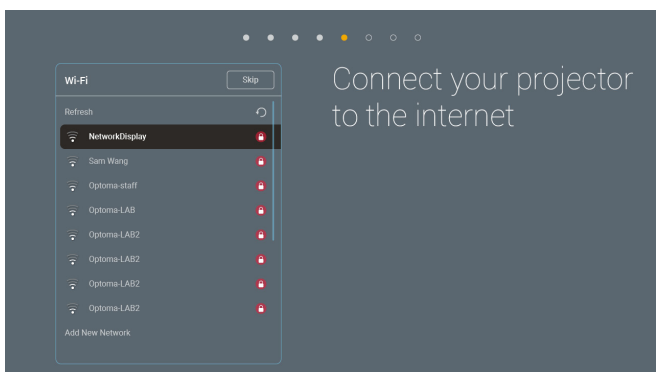 Wi-Fi
Skip
Connect your projector
to the internet
Refresh
NetworkDisplay
Sam Wang
Optoma-staff
Optoma-LAB
Optoma-LAB2
Optoma-LAB2
Optoma-LAB2
Optoma-LAB2
Add New Network